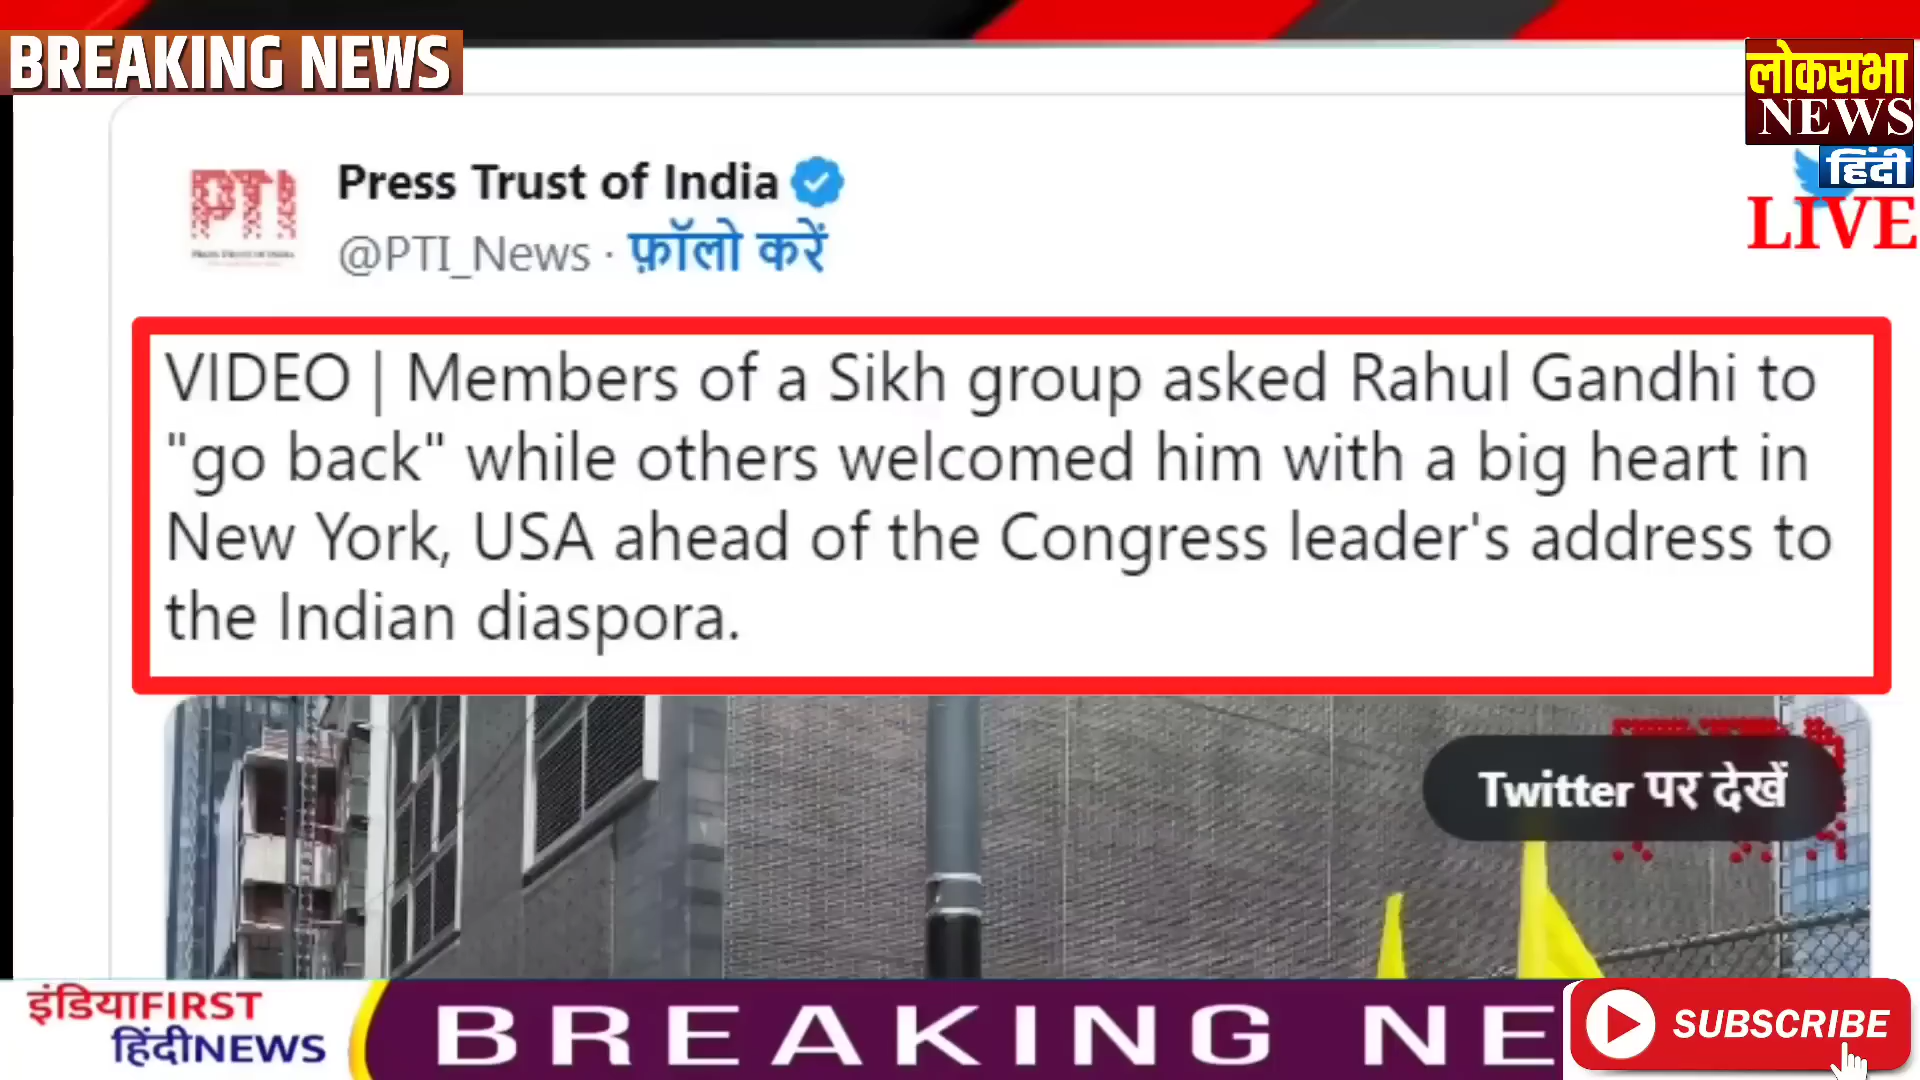 BREAKING NEWS
लोकसभा
NEWS
हिंदी
LIVE
PTI
Press Trust of India
@PTI_News · फ़ॉलो करें
VIDEO | Members of a Sikh group asked Rahul Gandhi to
"go back" while others welcomed him with a big heart in
New York, USA ahead of the Congress leader's address to
the Indian diaspora.
Twitter पर देखें
इंडियाFIRST
हिंदीNEWS
BREAKING NE
SUBSCRIBE